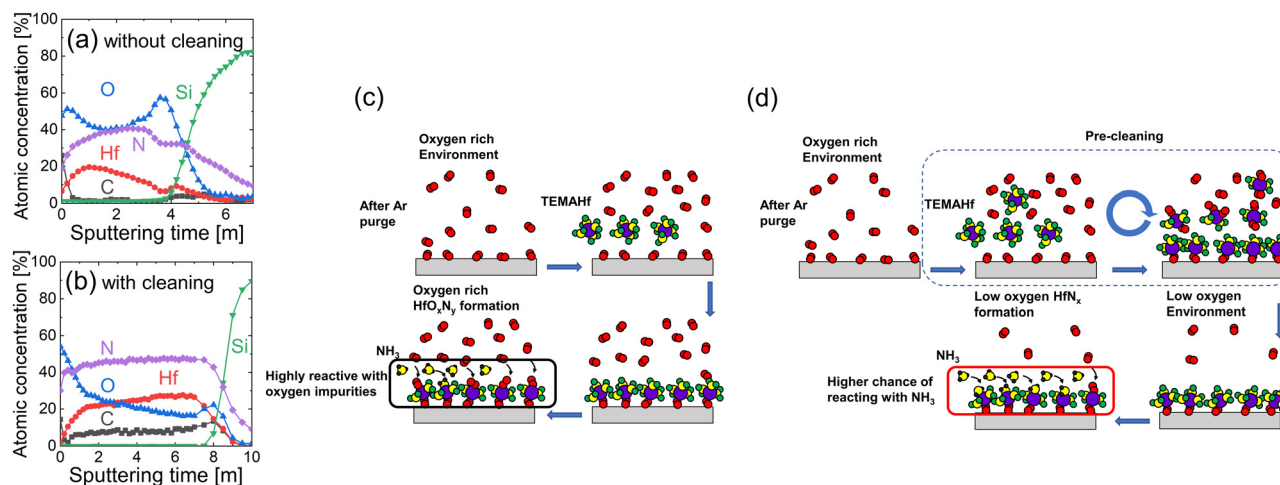 (a) without cleaning
Atomic concentration [%]
100
80
60
40
20
0
O
N
Hf
C
Si
0
2
4
6
Sputtering time [m]
(b) with cleaning
Atomic concentration [%]
100
80
60
40
20
0
N
O
Hf
C
Si
0
2
4
6
8
10
Sputtering time [m]
(c)
Oxygen rich
Environment
After Ar
purge
TEMAHf
Oxygen rich
HfOxNy formation
NH3
Highly reactive with
oxygen impurities
(d)
Pre-cleaning
Oxygen rich
Environment
After Ar
purge
TEMAHf
Low oxygen HfNx
formation
Low oxygen
Environment
NH3
Higher chance of
reacting with NH3